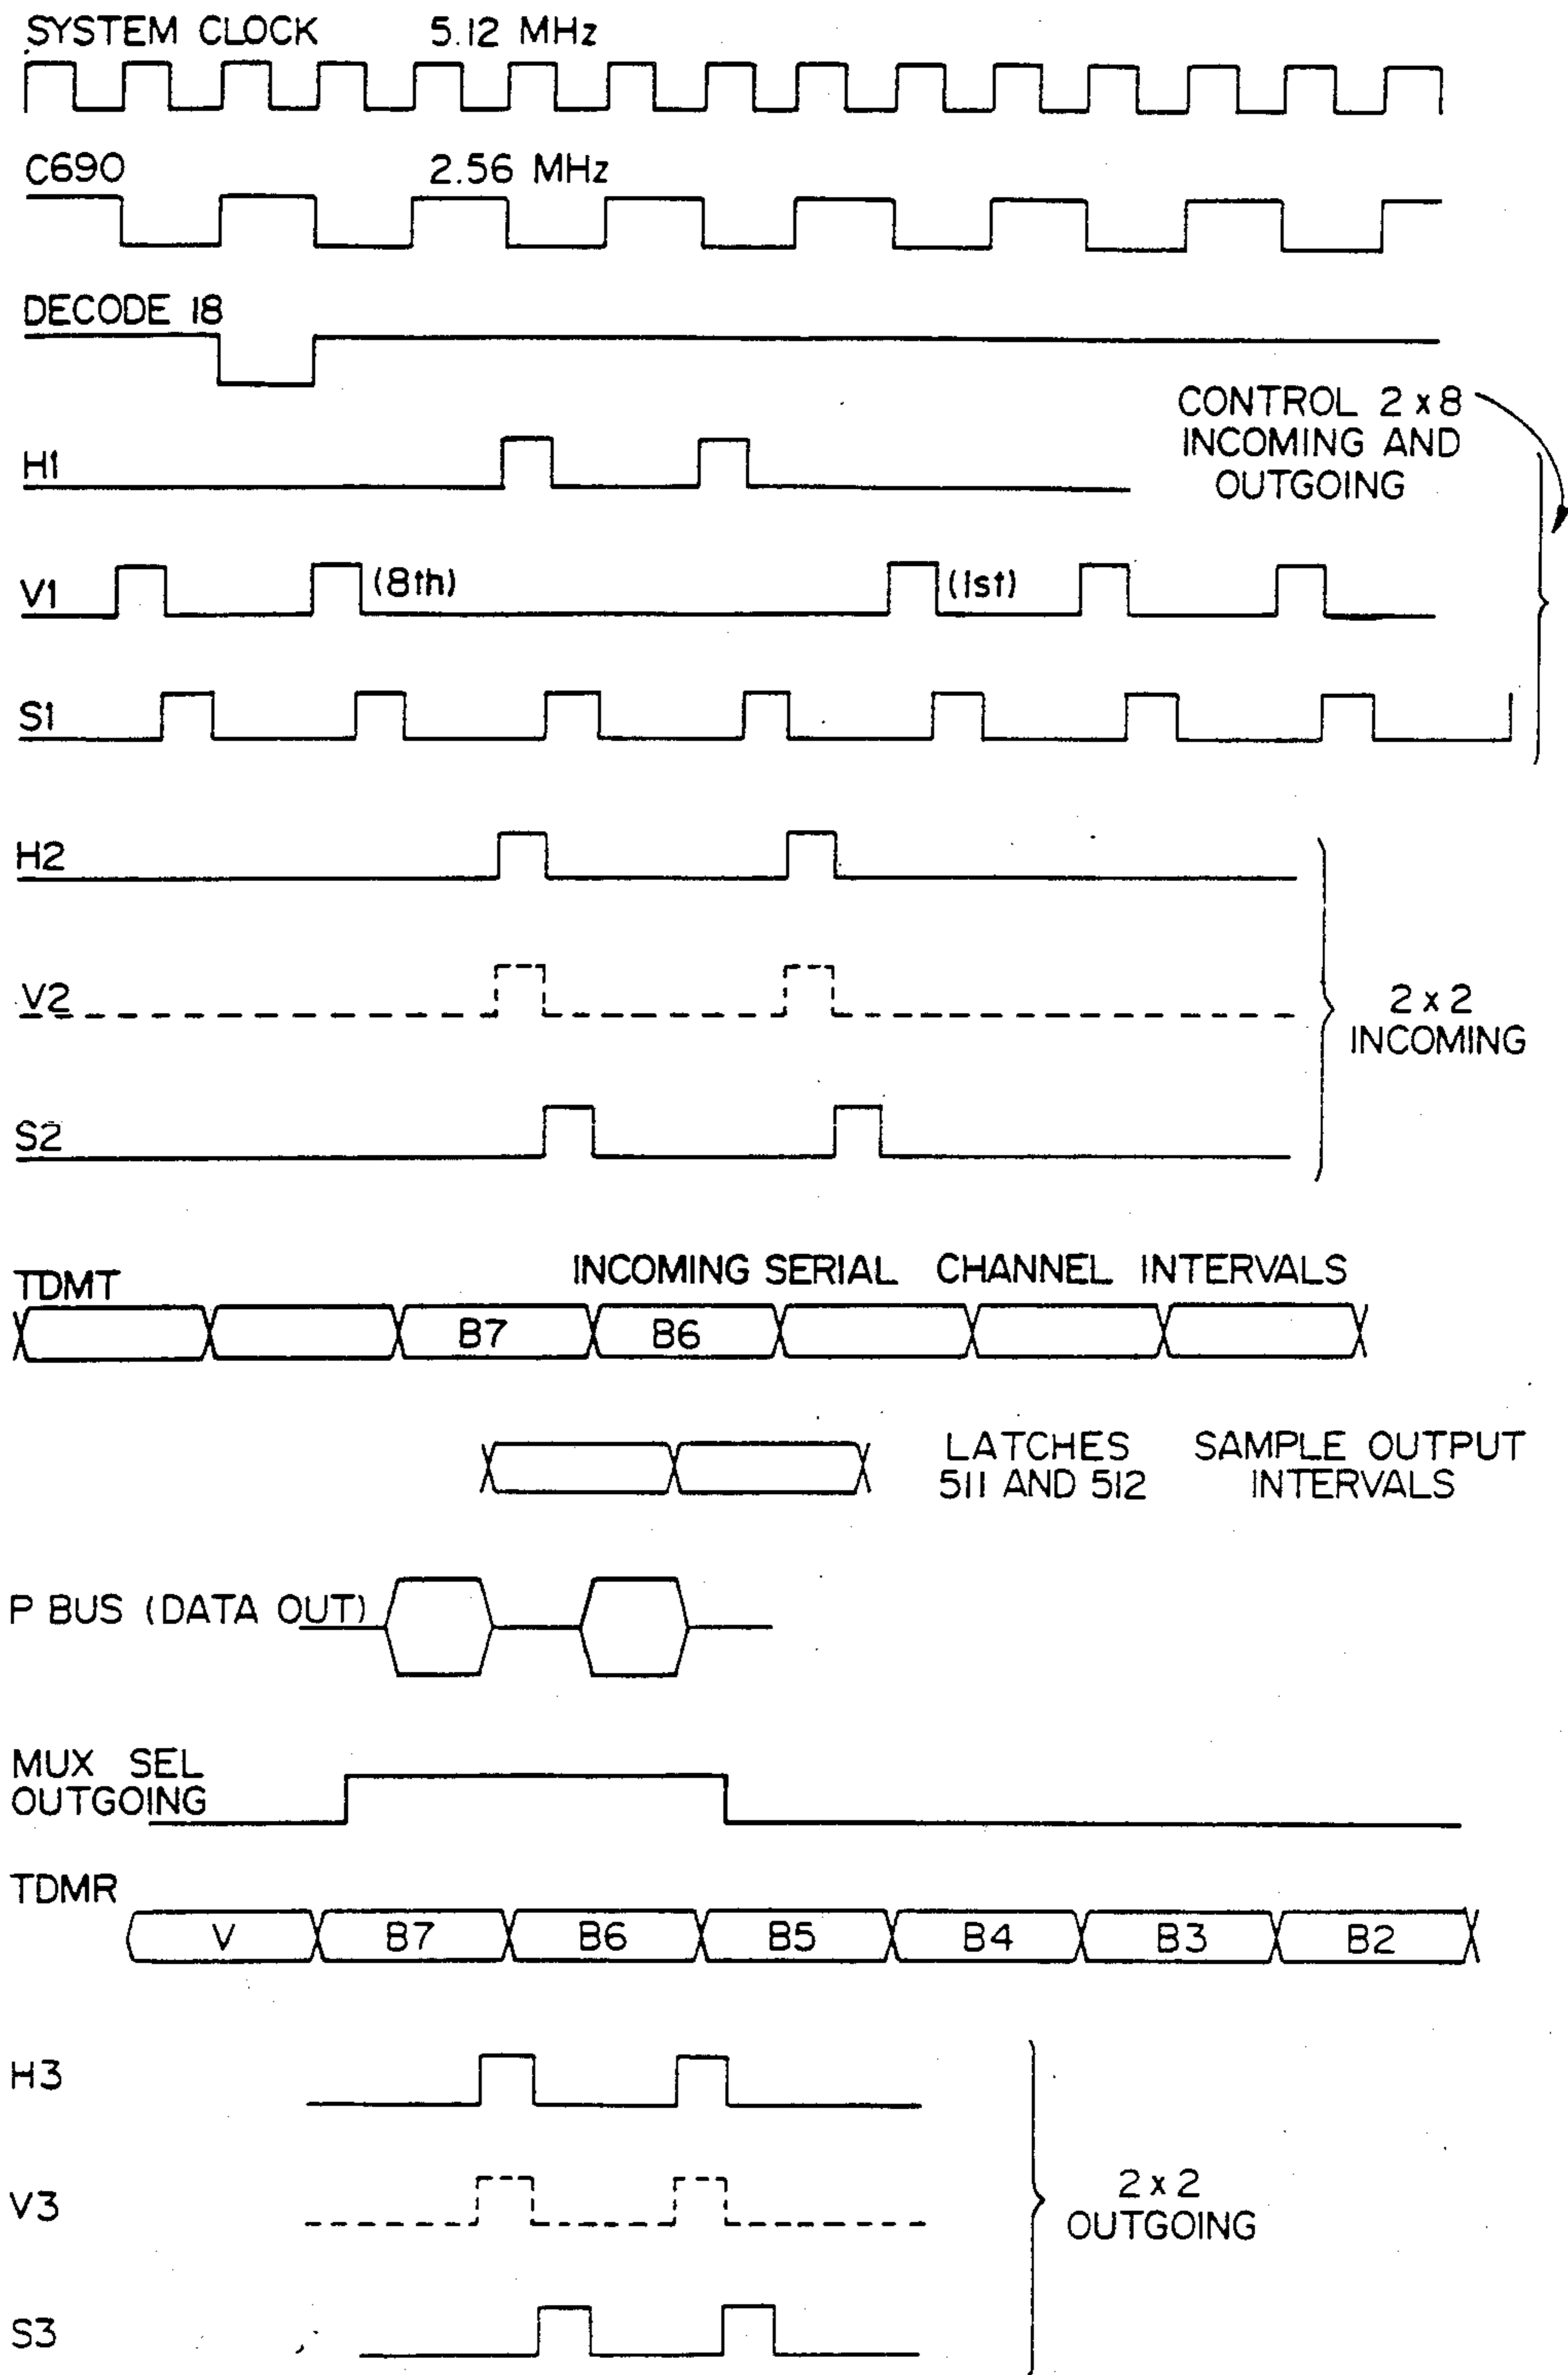 SYSTEM CLOCK 5.12 MHz
C690 2.56 MHz
DECODE 18
CONTROL 2 x 8
INCOMING AND
OUTGOING
H1
V1 (8th) (1st)
S1
H2
V2
2 x 2
INCOMING
S2
INCOMING SERIAL CHANNEL INTERVALS
TDMT
B7 B6
LATCHES SAMPLE OUTPUT
511 AND 512 INTERVALS
P BUS (DATA OUT)
MUX SEL
OUTGOING
TDMR
V B7 B6 B5 B4 B3 B2
H3
V3
2 x 2
OUTGOING
S3